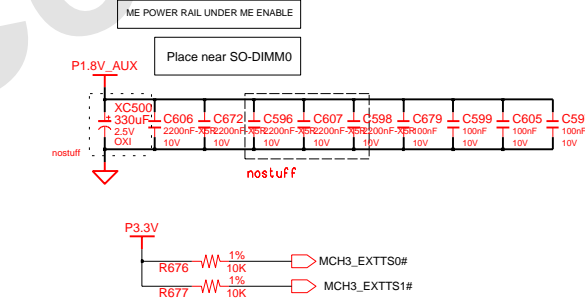 ME POWER RAIL UNDER ME ENABLE
Place near SO-DIMM0
P1.8V_AUX
XC500
330uF
2.5V
OXI
nostuff
C606
2200nF-X5R
10V
C672
2200nF-X5R
10V
C596
2200nF-X5R
10V
C607
2200nF-X5R
10V
C598
2200nF-X5R
10V
C679
100nF
10V
C599
100nF
10V
C605
100nF
10V
C59
100nF
10V
nostuff
P3.3V
R676
1%
10K
MCH3_EXTTS0#
R677
1%
10K
MCH3_EXTTS1#